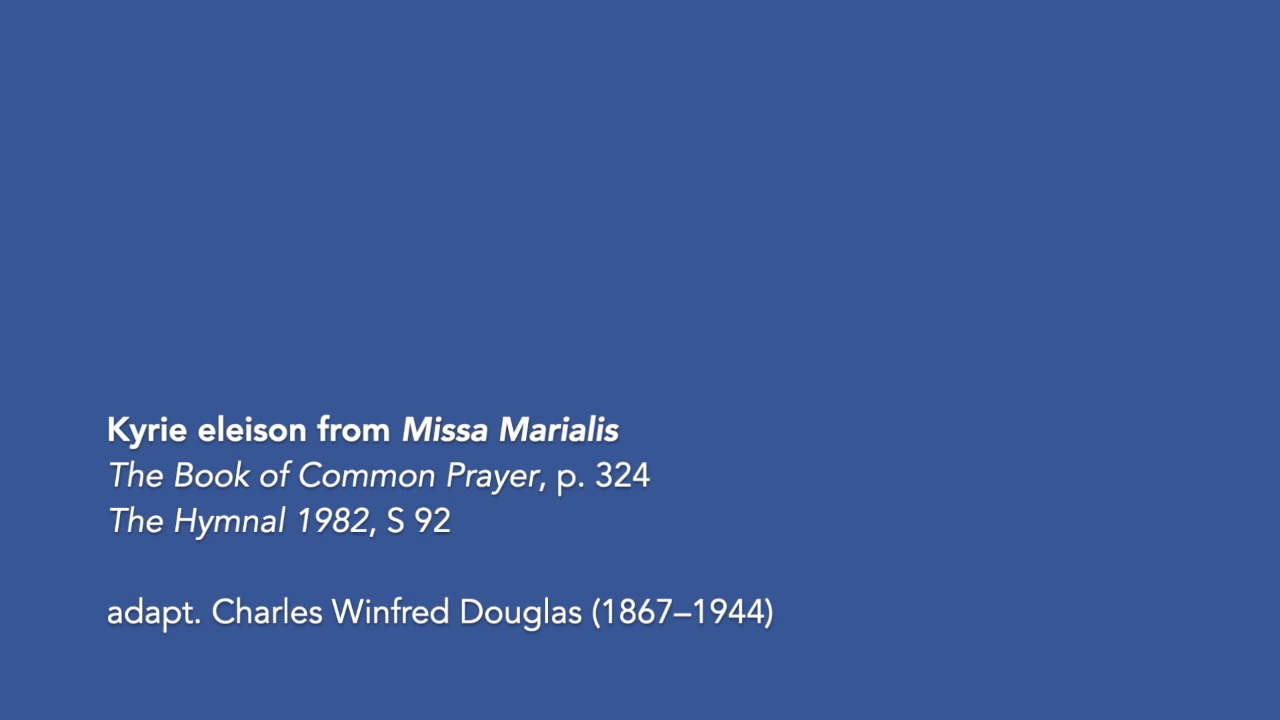 Kyrie eleison from Missa Marialis
The Book of Common Prayer, p. 324
The Hymnal 1982, S 92
adapt. Charles Winfred Douglas (1867–1944)